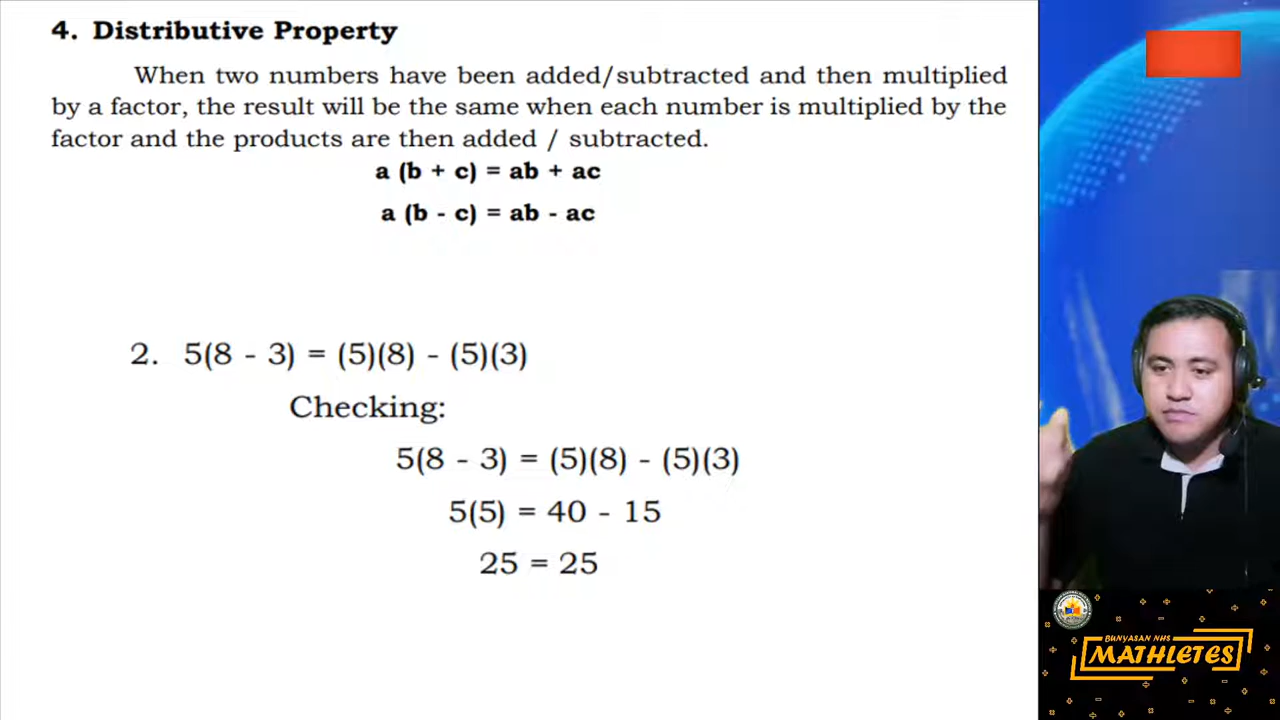 4. Distributive Property
When two numbers have been added/subtracted and then multiplied
by a factor, the result will be the same when each number is multiplied by the
factor and the products are then added / subtracted.
a (b + c) = ab + ac
a (b - c) = ab - ac
2. 5(8 - 3) = (5)(8) - (5)(3)
Checking:
5(8 - 3) = (5)(8) - (5)(3)
5(5) = 40 - 15
25 = 25
BUNYASAN NHS
MATHLETES